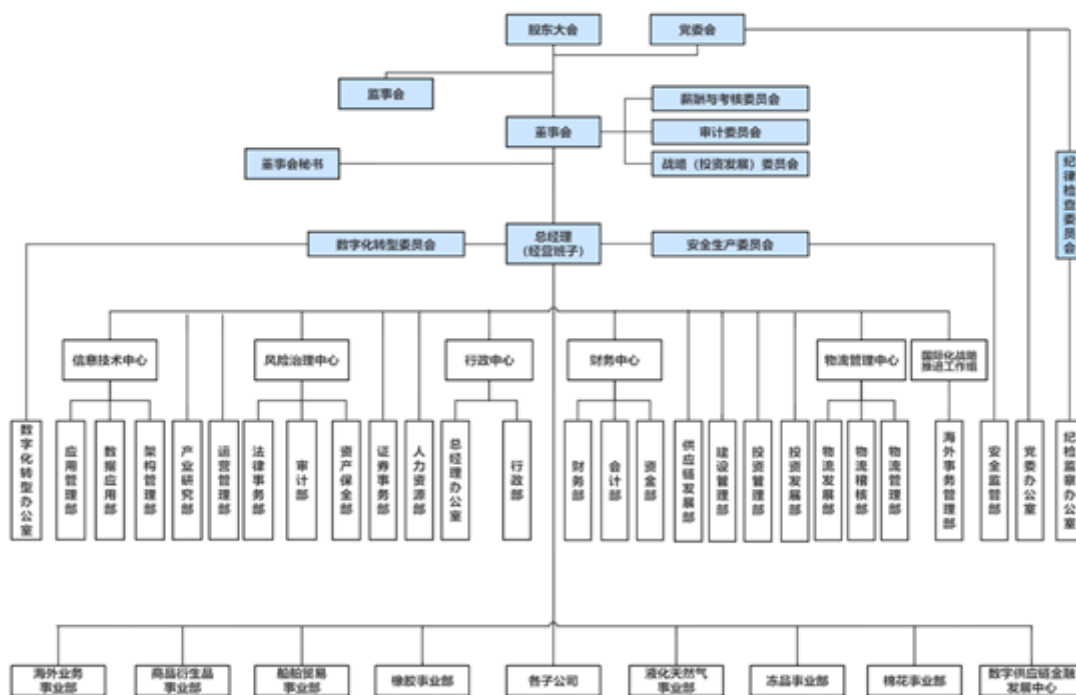 股东大会
党委会
监事会
薪酬与考核委员会
董事会
审计委员会
董事会秘书
战略（投资发展）委员会
纪律检查委员会
数字化转型委员会
总经理
（经营班子）
安全生产委员会
信息技术中心
风险治理中心
行政中心
财务中心
物流管理中心
国际化战略
推进工作组
数字化转型办公室
应用管理部
数据应用部
架构管理部
产业研究部
运营管理部
法律事务部
审计部
资产保全部
证券事务部
人力资源部
总经理办公室
行政部
财务部
会计部
资金部
供应链发展部
建设管理部
投资管理部
投资发展部
物流发展部
物流稽核部
物流管理部
海外事务管理部
安全监管部
党委办公室
纪检监察办公室
海外业务
事业部
商品衍生品
事业部
船舶贸易
事业部
橡胶事业部
各子公司
液化天然气
事业部
冻品事业部
棉花事业部
数字供应链金融
发展中心